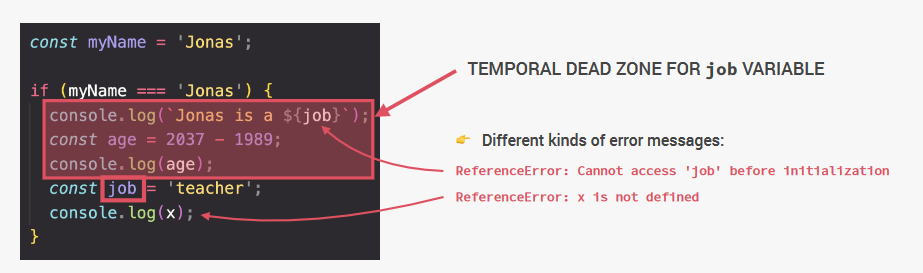 const myName = 'Jonas';
if (myName === 'Jonas') {
console.log(`Jonas is a ${job}`);
const age = 2037 - 1989;
console.log(age);
const job = 'teacher';
console.log(x);
}
TEMPORAL DEAD ZONE FOR job VARIABLE
👉 Different kinds of error messages:
ReferenceError: Cannot access 'job' before initialization
ReferenceError: x is not defined